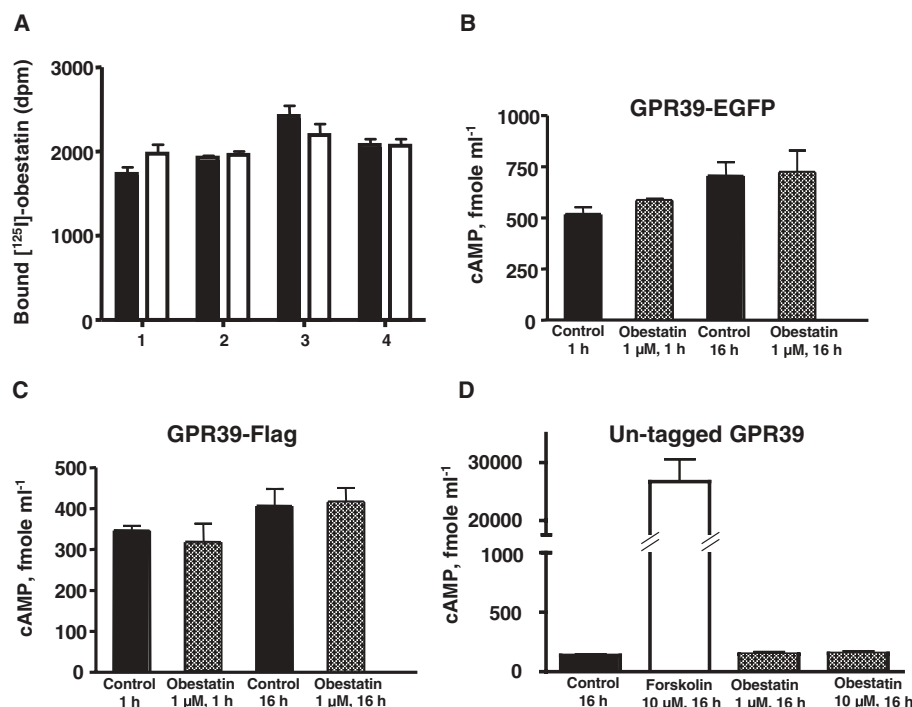 A
Bound [¹²⁵I]-obestatin (dpm)
3000
2000
1000
0
1 2 3 4
B
GPR39-EGFP
cAMP, fmole ml⁻¹
1000
750
500
250
0
Control Obestatin Control Obestatin
1 h 1 µM, 1 h 16 h 1 µM, 16 h
C
GPR39-Flag
cAMP, fmole ml⁻¹
500
400
300
200
100
0
Control Obestatin Control Obestatin
1 h 1 µM, 1 h 16 h 1 µM, 16 h
D
Un-tagged GPR39
cAMP, fmole ml⁻¹
30000
20000
1000
500
0
Control Forskolin Obestatin Obestatin
16 h 10 µM, 16 h 1 µM, 16 h 10 µM, 16 h